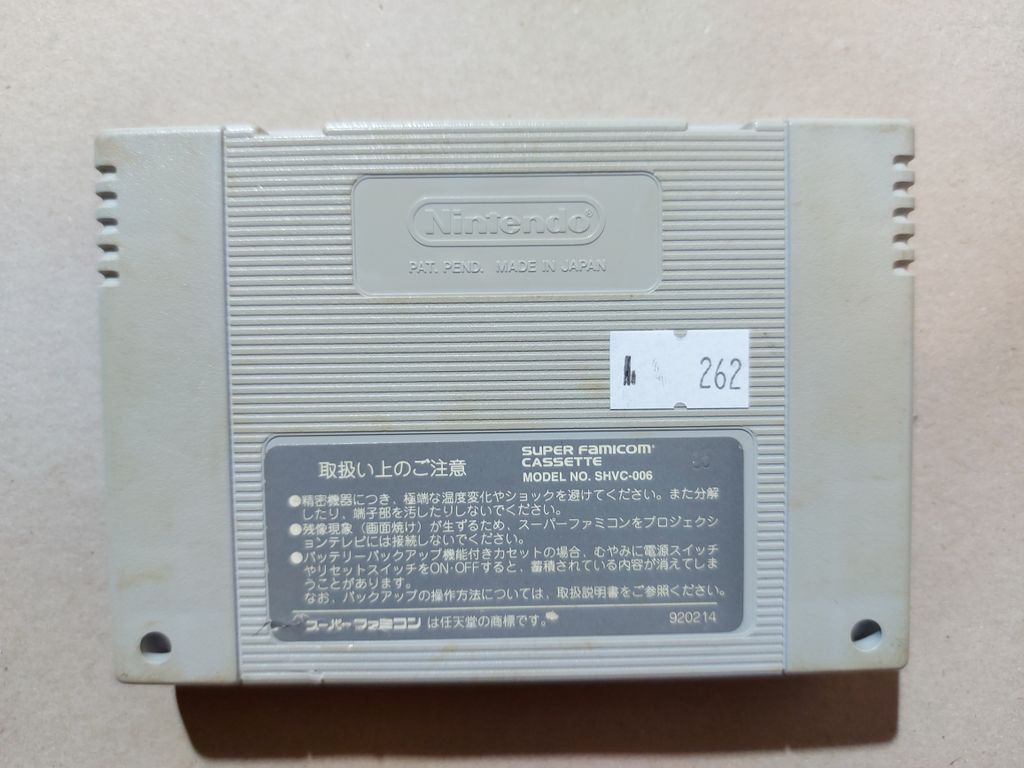 Nintendo®
PAT. PEND. MADE IN JAPAN
262
取扱い上のご注意
SUPER FAMICOM®
CASSETTE
MODEL NO. SHVC-006
●精密機器につき、極端な温度変化やショックを避けてください。また分解
したり、端子部を汚したりしないでください。
●残像現象（画面焼け）が生ずるため、スーパーファミコンをプロジェクシ
ョンテレビには接続しないでください。
●バッテリーバックアップ機能付きカセットの場合、むやみに電源スイッチ
やリセットスイッチをON・OFFすると、蓄積されている内容が消えてしま
うことがあります。
なお、バックアップの操作方法については、取扱説明書をご参照ください。
スーパーファミコン は任天堂の商標です。
920214